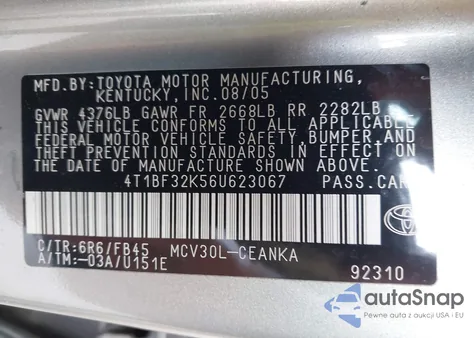 MFD.BY:TOYOTA MOTOR MANUFACTURING,
KENTUCKY, INC.08/05
GVWR 4376LB GAWR FR 2668LB RR 2282LB
THIS VEHICLE CONFORMS TO ALL APPLICABLE
FEDERAL MOTOR VEHICLE SAFETY, BUMPER,AND
THEFT PREVENTION STANDARDS IN EFFECT ON
THE DATE OF MANUFACTURE SHOWN ABOVE.
4T1BF32K56U623067 PASS.CAR
C/TR:6R6/FB45 MCV30L-CEANKA
A/TM:-03A/U151E 92310
autoSnap
Pewne auta z aukcji USA i Europy